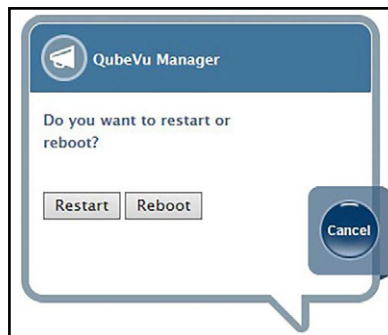 QubeVu Manager
Do you want to restart or
reboot?
Restart Reboot
Cancel